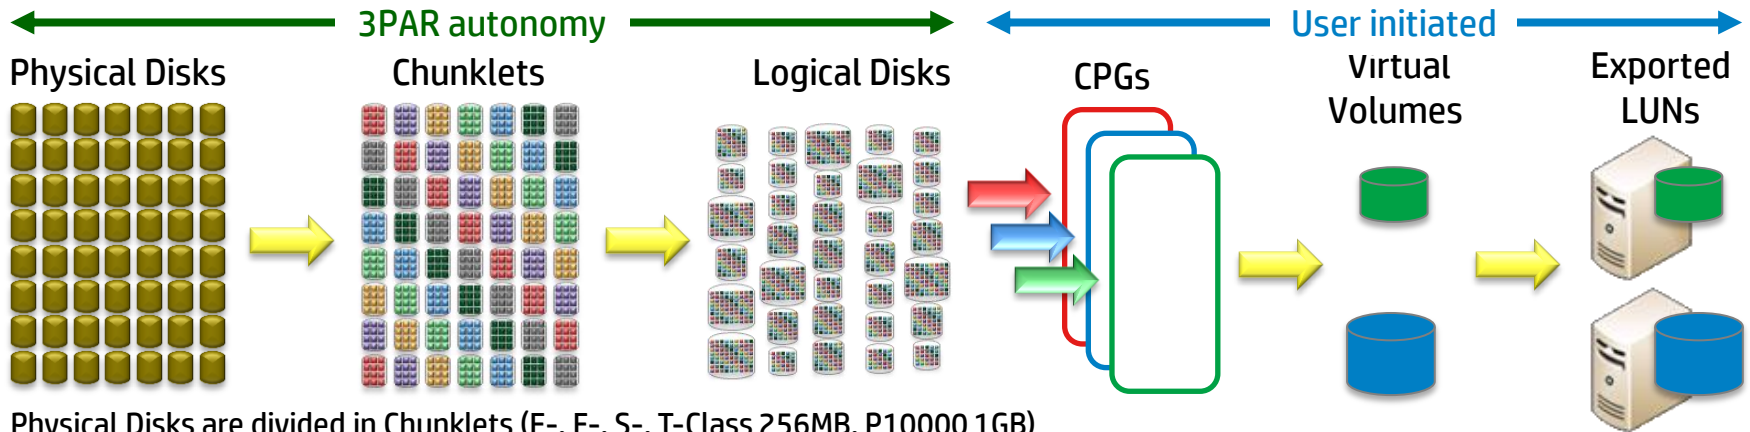 3PAR autonomy
User initiated
Physical Disks
Chunklets
Logical Disks
CPGs
Virtual
Volumes
Exported
LUNs
Physical Disks are divided in Chunklets (E-, F-, S-, T-Class 256MB, P10000 1GB)